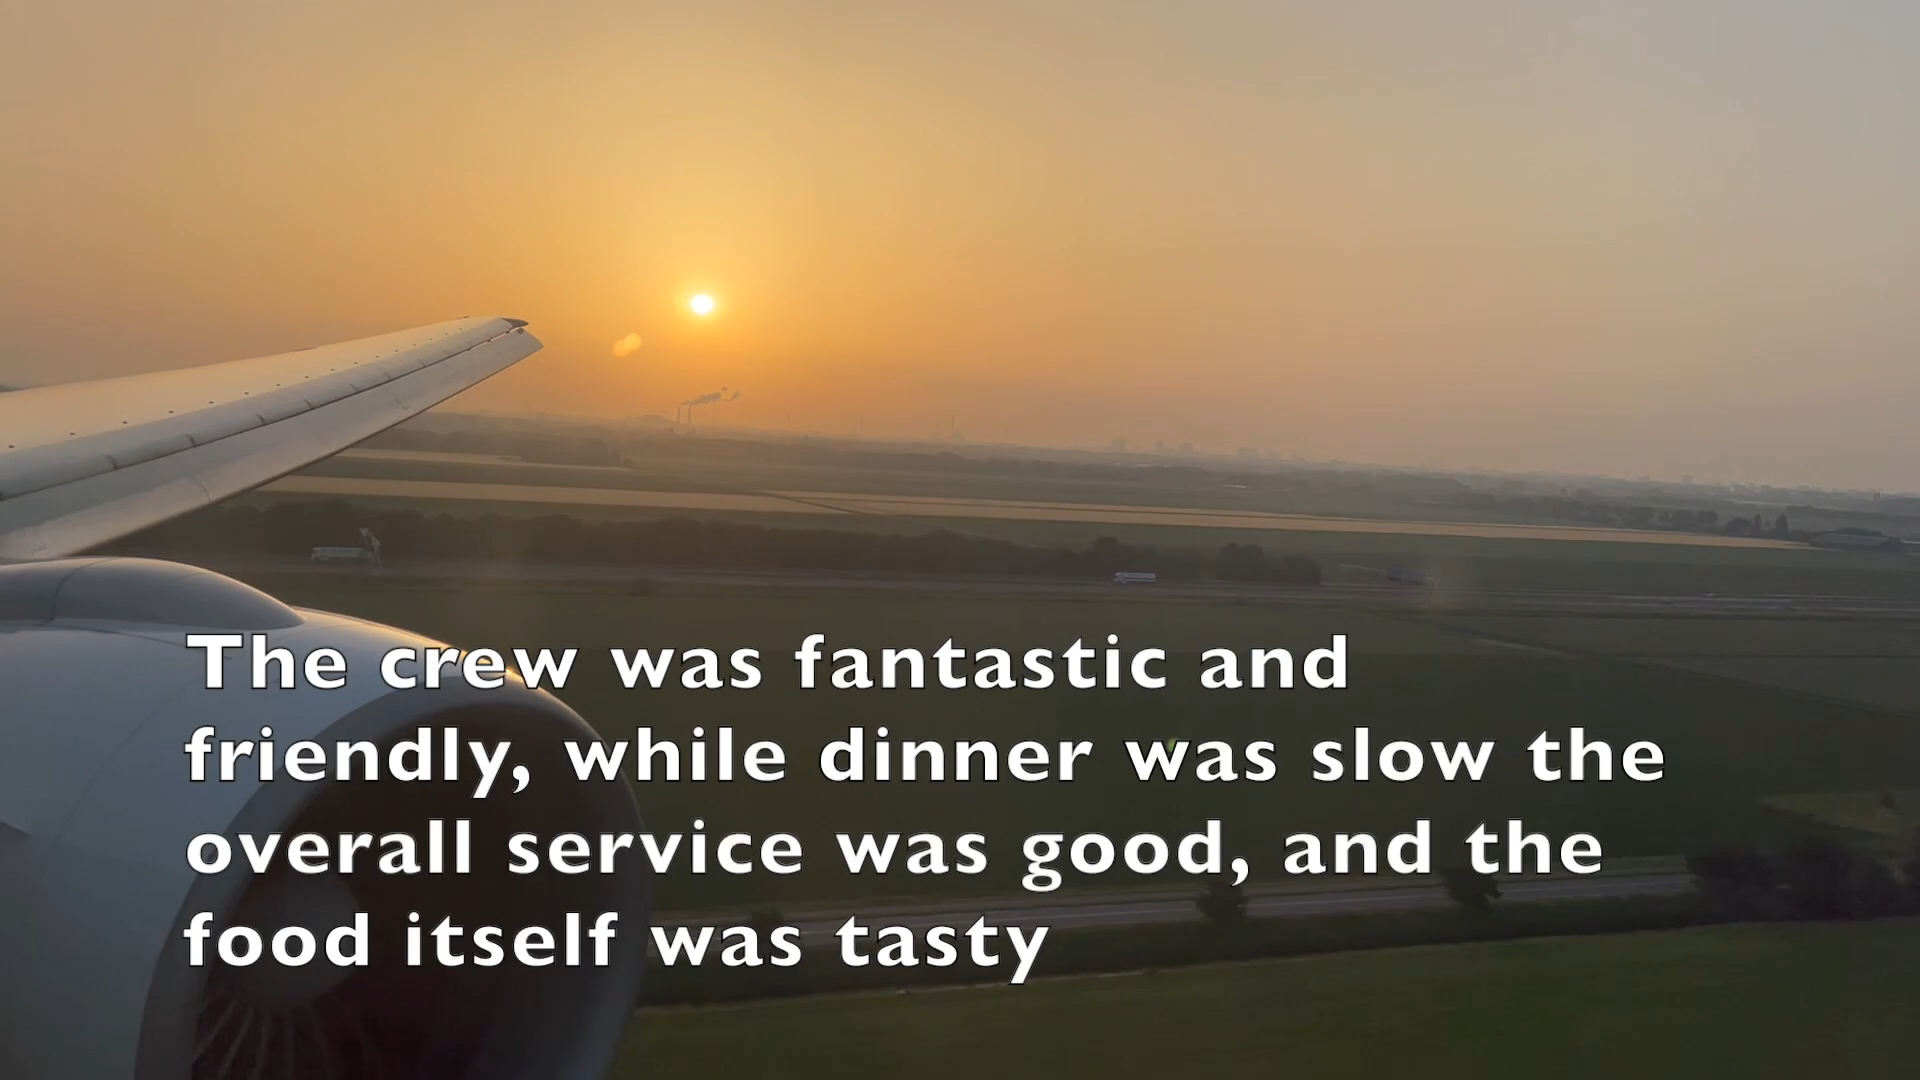 The crew was fantastic and
friendly, while dinner was slow the
overall service was good, and the
food itself was tasty